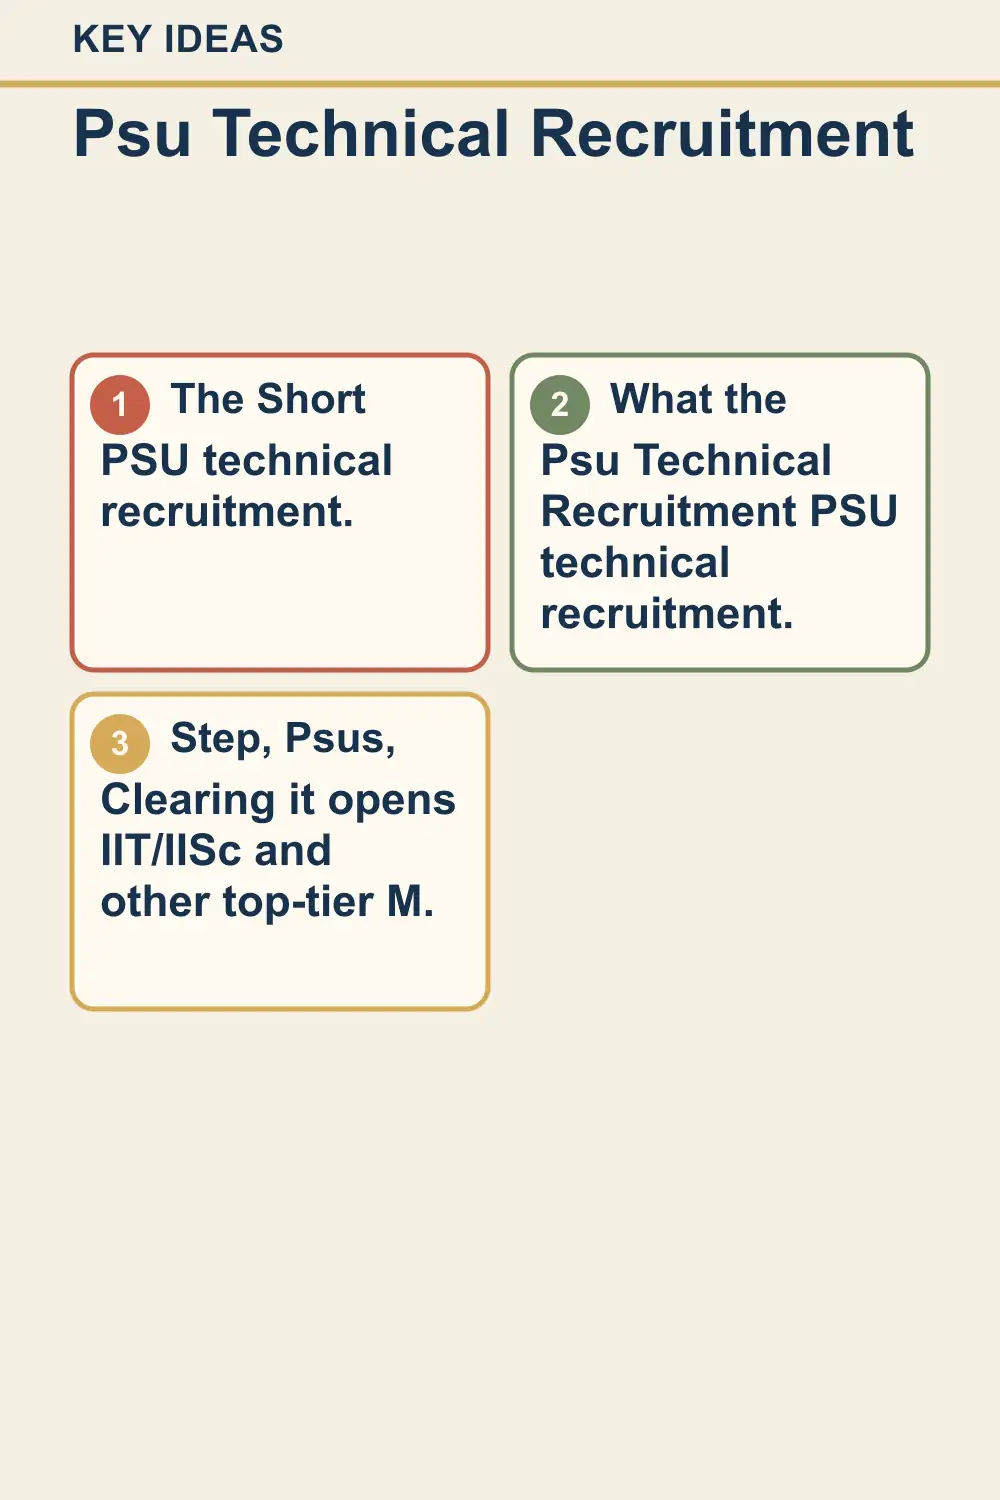 KEY IDEAS
Psu Technical Recruitment
1 The Short
PSU technical
recruitment.
2 What the
Psu Technical
Recruitment PSU
technical
recruitment.
3 Step, Psus,
Clearing it opens
IIT/IISc and
other top-tier M.